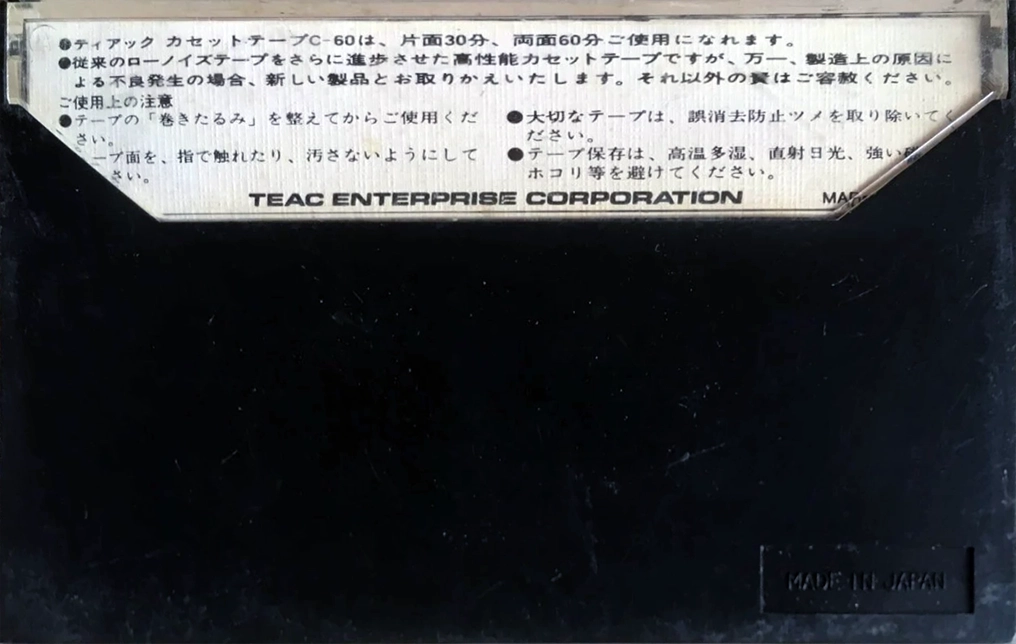 ●ティアック カセットテープC-60は、片面30分、両面60分ご使用になれます。
●従来のローノイズテープをさらに進歩させた高性能カセットテープですが、万一、製造上の原因に
よる不良発生の場合、新しい製品とお取りかえいたします。それ以外の責はご容赦ください。
ご使用上の注意
●テープの「巻きたるみ」を整えてからご使用くだ
さい。
ープ面を、指で触れたり、汚さないようにして
さい。
●大切なテープは、誤消去防止ツメを取り除いてく
ださい。
●テープ保存は、高温多湿、直射日光、強い
ホコリ等を避けてください。
TEAC ENTERPRISE CORPORATION
MADE IN JAPAN